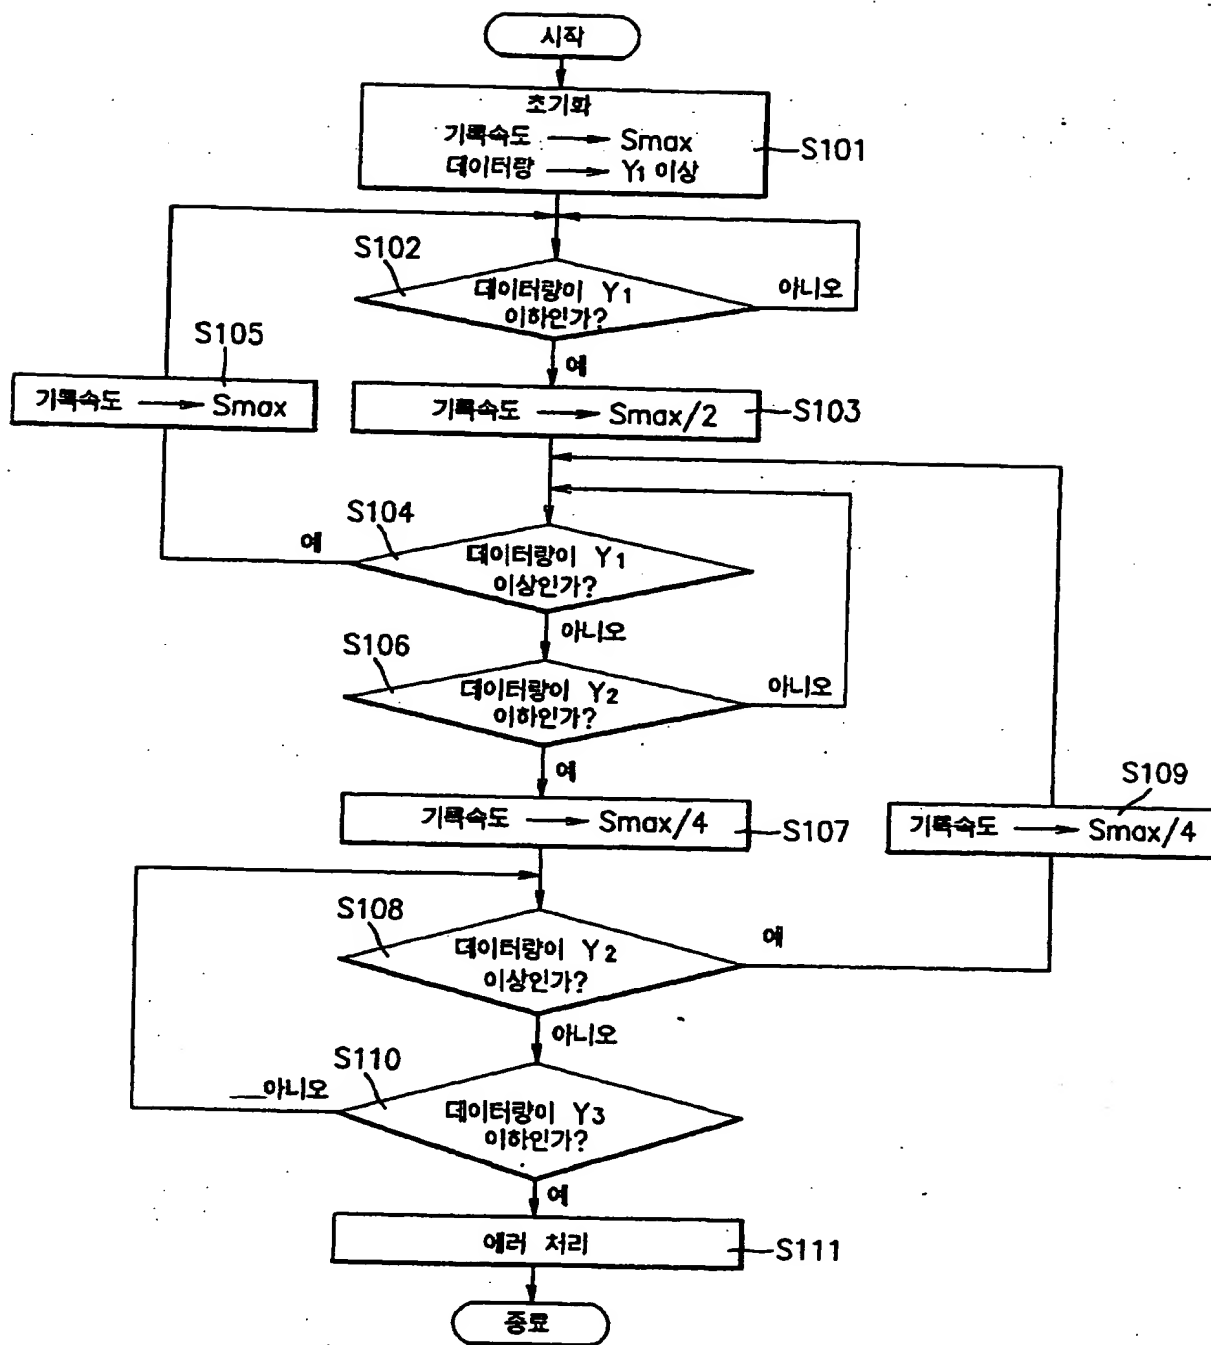 시작
초기화
기록속도 → Smax
데이터량 → Y1 이상
S101
S102
데이터량이 Y1
이하인가?
아니오
예
S105
기록속도 → Smax
기록속도 → Smax/2
S103
S104
예
데이터량이 Y1
이상인가?
아니오
S106
데이터량이 Y2
이하인가?
아니오
예
기록속도 → Smax/4
S107
S109
기록속도 → Smax/4
S108
데이터량이 Y2
이상인가?
예
아니오
S110
아니오
데이터량이 Y3
이하인가?
예
에러 처리
S111
종료